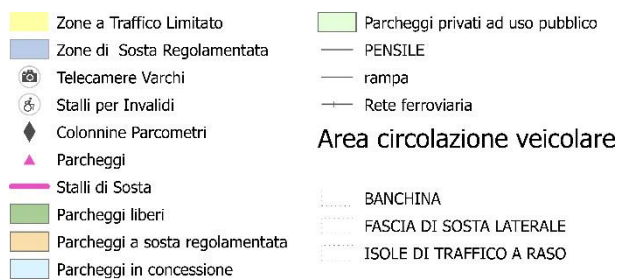 Zone a Traffico Limitato
Zone di Sosta Regolamentata
Telecamere Varchi
Stalli per Invalidi
Colonnine Parcometri
Parcheggi
Stalli di Sosta
Parcheggi liberi
Parcheggi a sosta regolamentata
Parcheggi in concessione
Parcheggi privati ad uso pubblico
PENSILE
rampa
Rete ferroviaria
Area circolazione veicolare
BANCHINA
FASCIA DI SOSTA LATERALE
ISOLE DI TRAFFICO A RASO